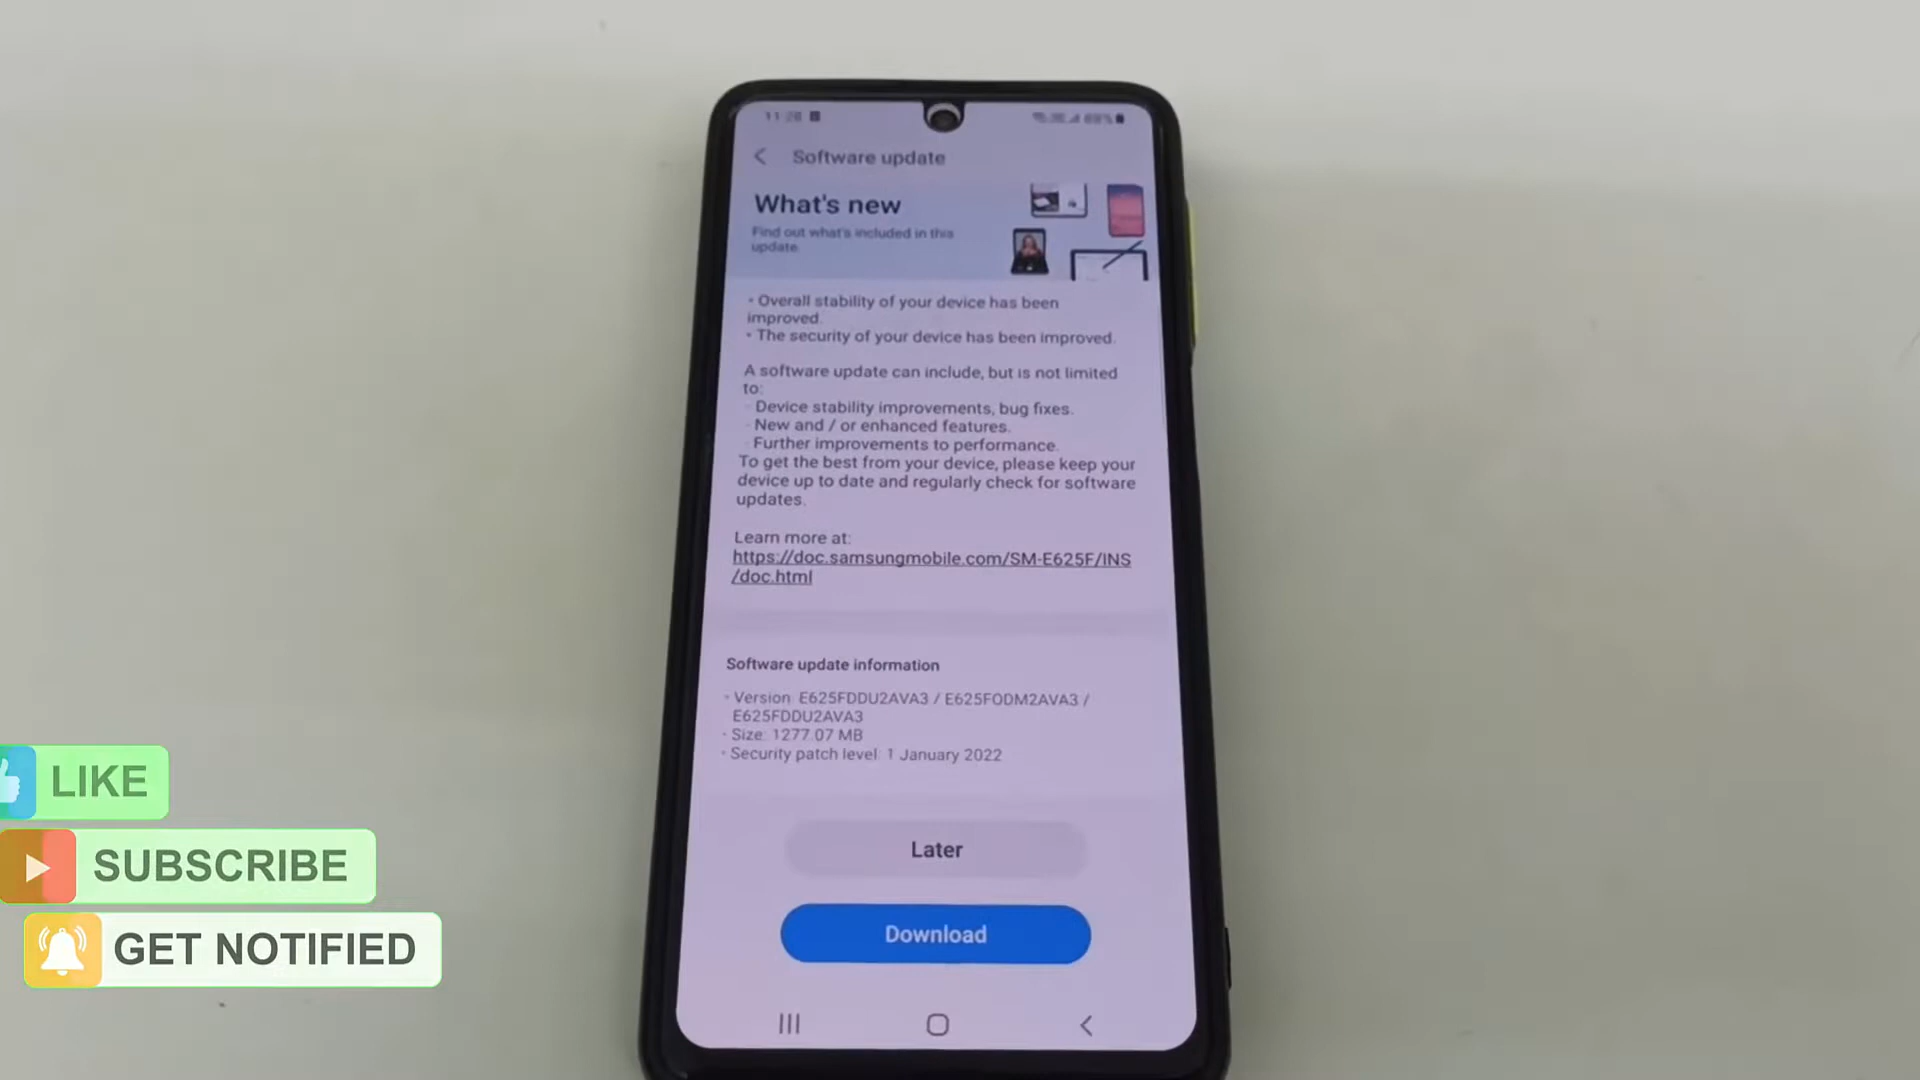 11:28
Software update
What's new
Find out what's included in this
update.
• Overall stability of your device has been
improved.
• The security of your device has been improved.
A software update can include, but is not limited
to:
- Device stability improvements, bug fixes.
- New and / or enhanced features.
- Further improvements to performance.
To get the best from your device, please keep your
device up to date and regularly check for software
updates.
Learn more at:
https://doc.samsungmobile.com/SM-E625F/INS
/doc.html
Software update information
• Version: E625FDDU2AVA3 / E625FODM2AVA3 /
E625FDDU2AVA3
• Size: 1277.07 MB
• Security patch level: 1 January 2022
Later
Download
LIKE
SUBSCRIBE
GET NOTIFIED